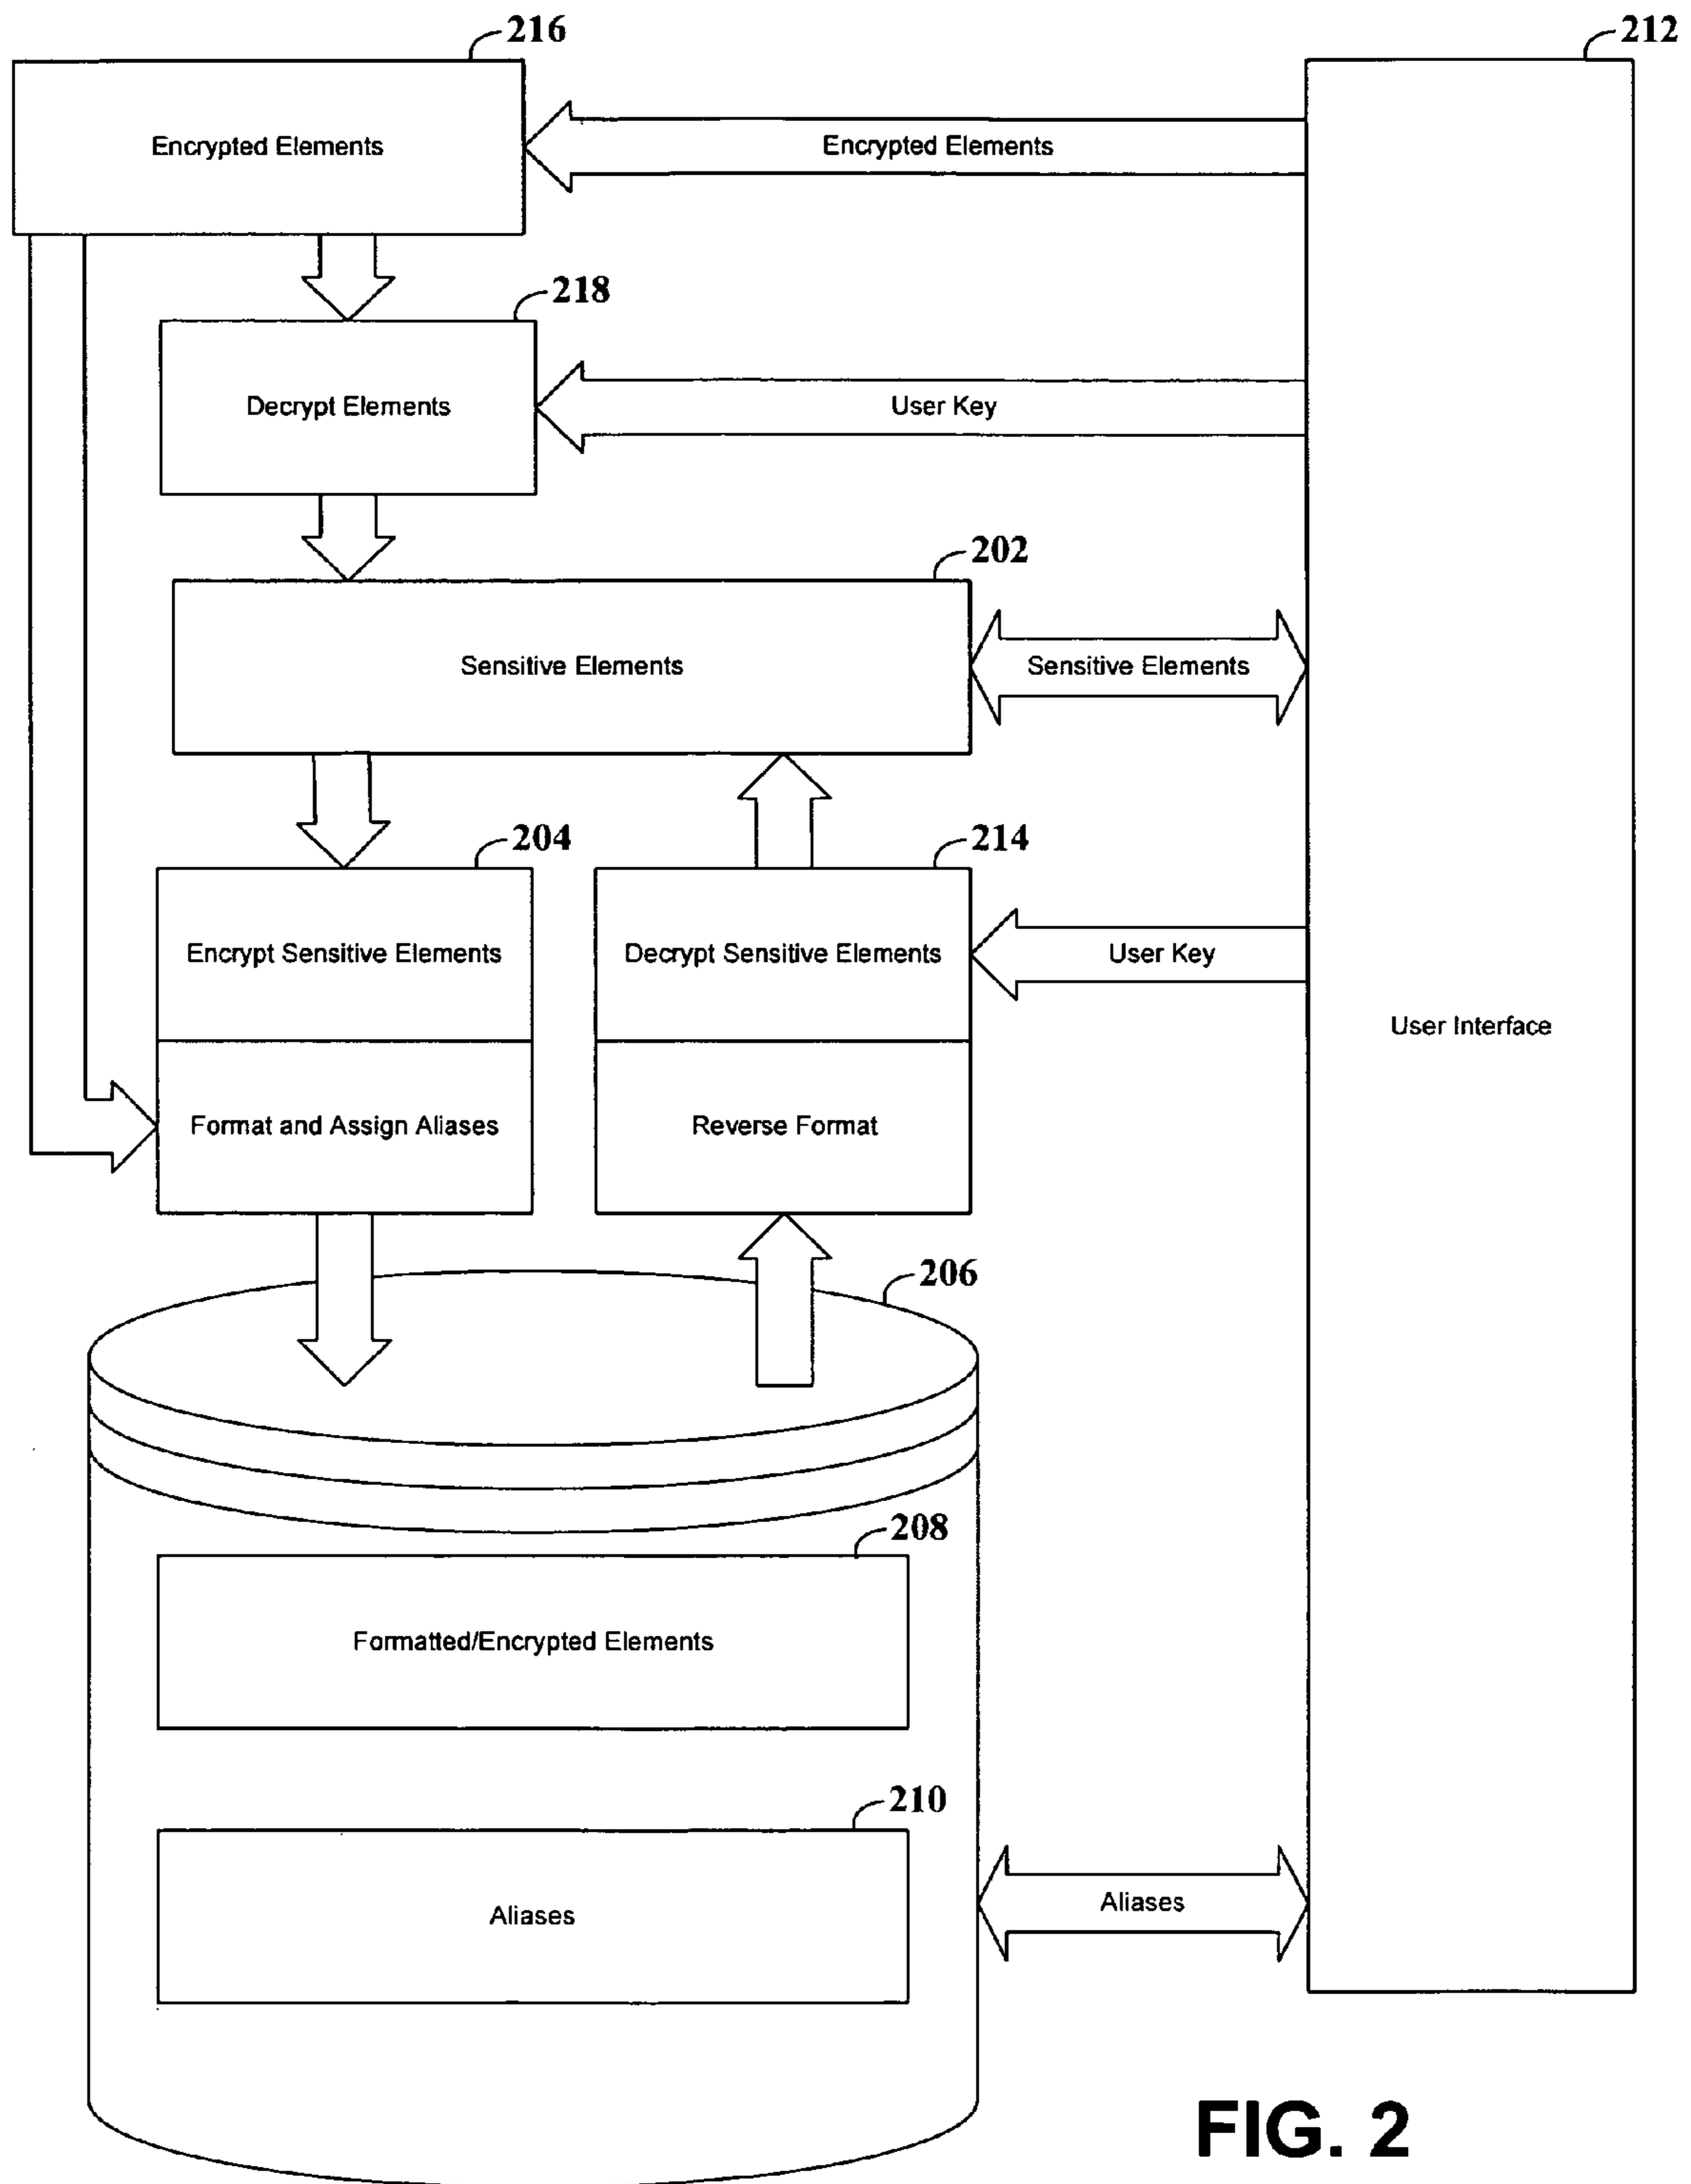 216
212
Encrypted Elements
Encrypted Elements
218
Decrypt Elements
User Key
202
Sensitive Elements
Sensitive Elements
204
214
Encrypt Sensitive Elements
Decrypt Sensitive Elements
User Key
User Interface
Format and Assign Aliases
Reverse Format
206
208
Formatted/Encrypted Elements
210
Aliases
Aliases
FIG. 2